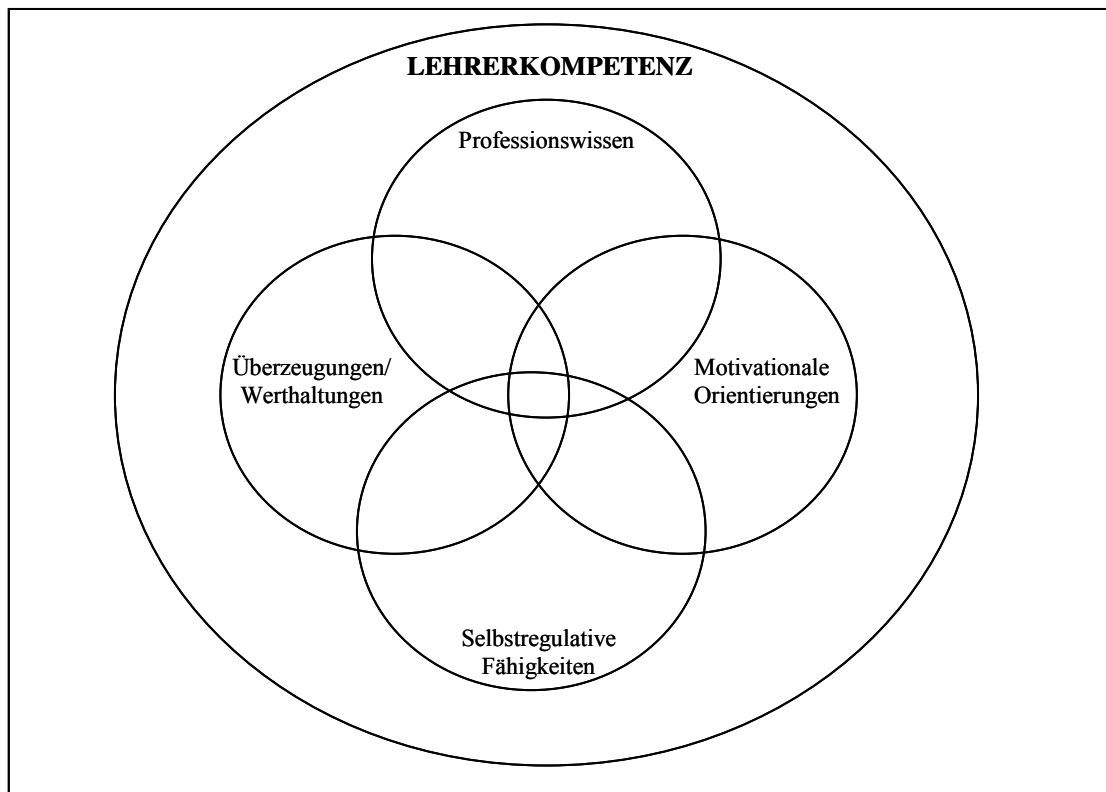 LEHRERKOMPETENZ
Professionswissen
Überzeugungen/
Werthaltungen
Motivationale
Orientierungen
Selbstregulative
Fähigkeiten